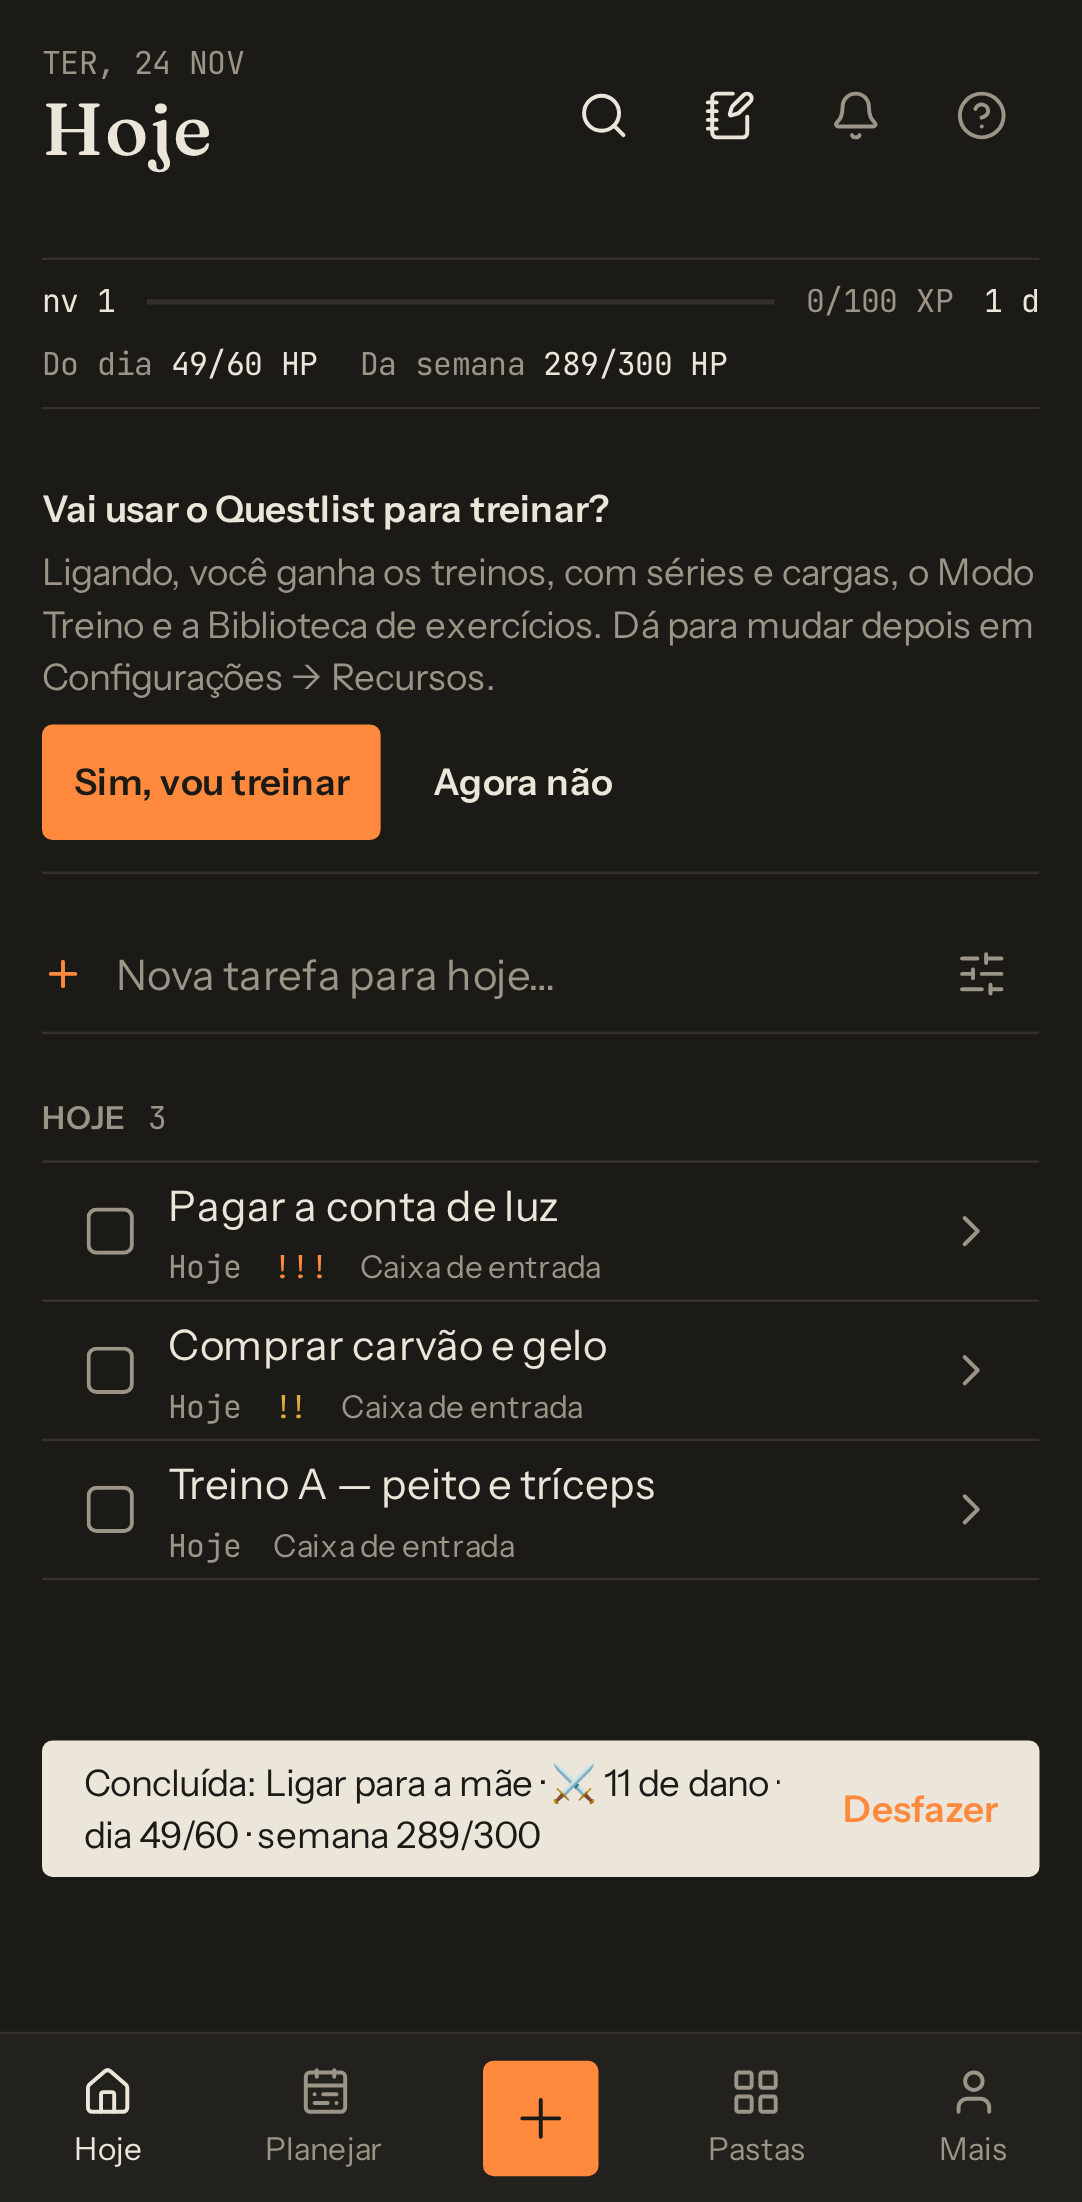 TER, 24 NOV
Hoje
nv 1 0/100 XP 1 d
Do dia 49/60 HP Da semana 289/300 HP
Vai usar o Questlist para treinar?
Ligando, você ganha os treinos, com séries e cargas, o Modo
Treino e a Biblioteca de exercícios. Dá para mudar depois em
Configurações → Recursos.
Sim, vou treinar
Agora não
Nova tarefa para hoje...
HOJE 3
Pagar a conta de luz
Hoje !!! Caixa de entrada
Comprar carvão e gelo
Hoje !! Caixa de entrada
Treino A — peito e tríceps
Hoje Caixa de entrada
Concluída: Ligar para a mãe · ⚔️ 11 de dano ·
dia 49/60 · semana 289/300
Desfazer
Hoje
Planejar
Pastas
Mais